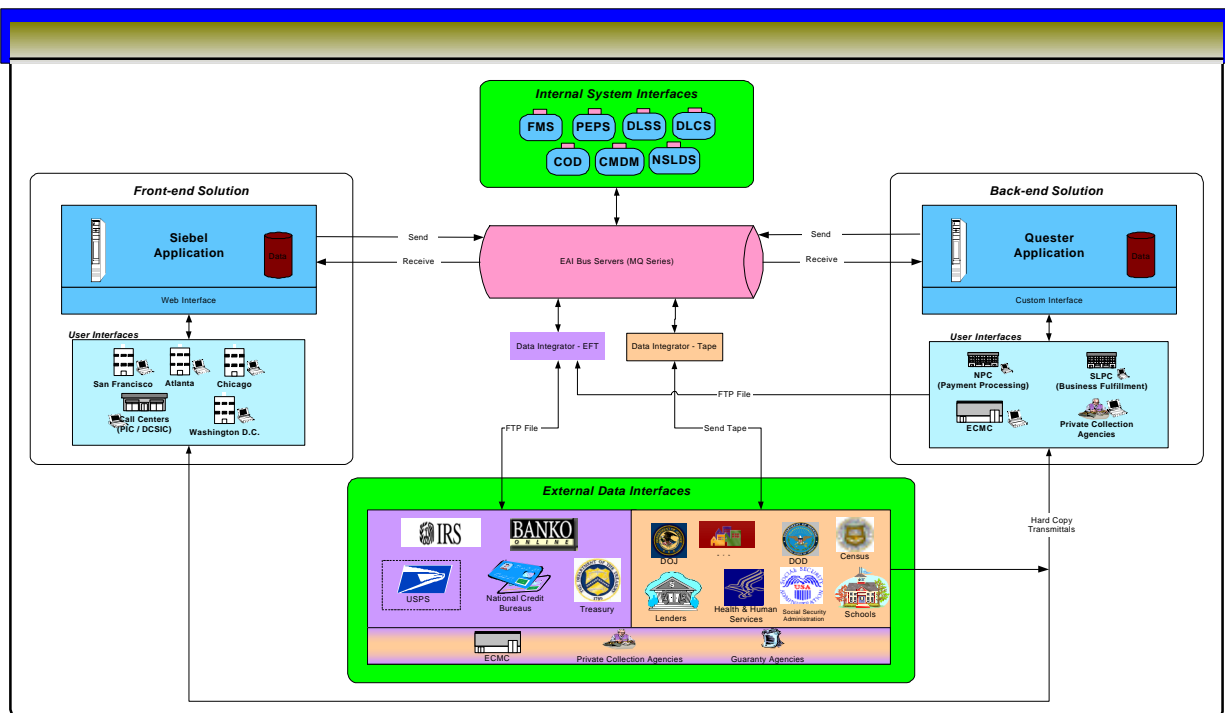 Internal System Interfaces
FMS
PEPS
DLSS
DLCS
COD
CMDM
NSLDS
Front-end Solution
Siebel
Application
Data
Web Interface
User Interfaces
San Francisco
Atlanta
Chicago
Call Centers
(PIC / DCSIC)
Washington D.C.
Send
Receive
EAI Bus Servers (MQ Series)
Send
Receive
Data Integrator - EFT
Data Integrator - Tape
FTP File
FTP File
Send Tape
Back-end Solution
Quester
Application
Data
Custom Interface
User Interfaces
NPC
(Payment Processing)
SLPC
(Business Fulfillment)
ECMC
Private Collection
Agencies
Hard Copy
Transmittals
External Data Interfaces
IRS
BANKO
ONLINE
USPS
National Credit
Bureaus
Treasury
DOJ
DOD
Census
Lenders
Health & Human
Services
Social Security
Administration
Schools
ECMC
Private Collection Agencies
Guaranty Agencies